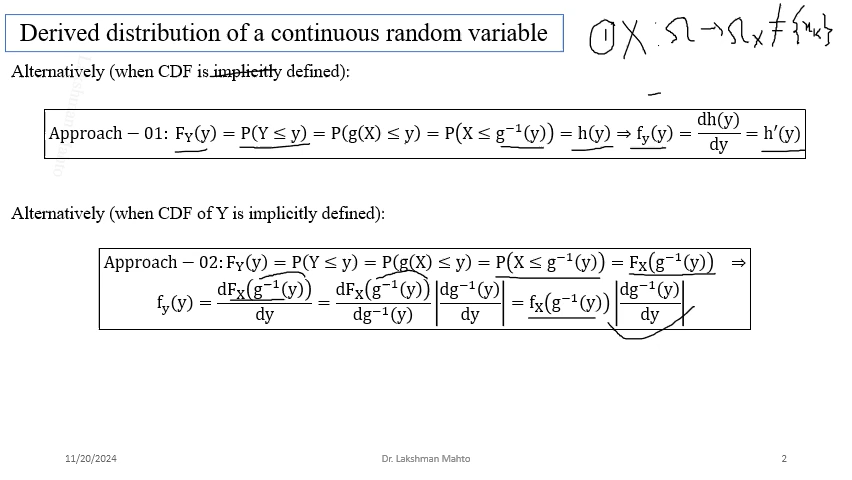 Derived distribution of a continuous random variable
① X : Ω → Ω_X ≠ {x_k}
Alternatively (when CDF is implicitly defined):
Approach − 01: F_Y(y) = P(Y ≤ y) = P(g(X) ≤ y) = P(X ≤ g⁻¹(y)) = h(y) ⇒ f_y(y) = dh(y)/dy = h′(y)
Alternatively (when CDF of Y is implicitly defined):
Approach − 02: F_Y(y) = P(Y ≤ y) = P(g(X) ≤ y) = P(X ≤ g⁻¹(y)) = F_X(g⁻¹(y)) ⇒
f_y(y) = dF_X(g⁻¹(y))/dy = dF_X(g⁻¹(y))/dg⁻¹(y) |dg⁻¹(y)/dy| = f_X(g⁻¹(y)) |dg⁻¹(y)/dy|
11/20/2024
Dr. Lakshman Mahto
2